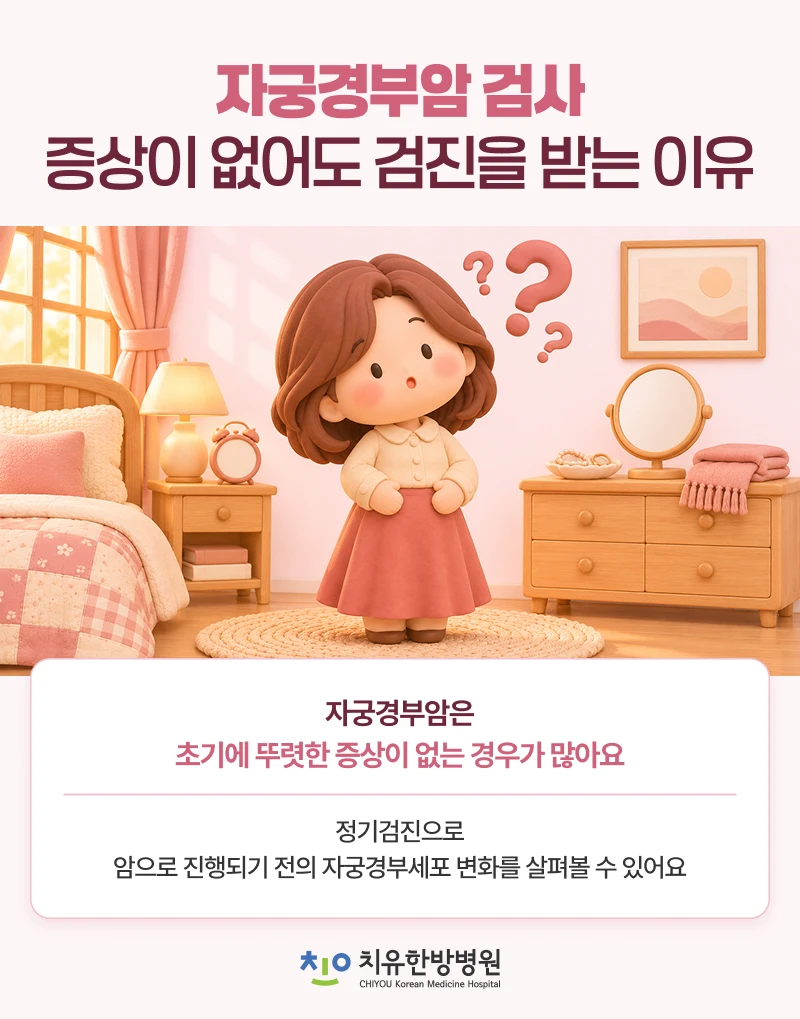 자궁경부암 검사
증상이 없어도 검진을 받는 이유
자궁경부암은
초기에 뚜렷한 증상이 없는 경우가 많아요
정기검진으로
암으로 진행되기 전의 자궁경부세포 변화를 살펴볼 수 있어요
치유 치유한방병원
CHIYOU Korean Medicine Hospital